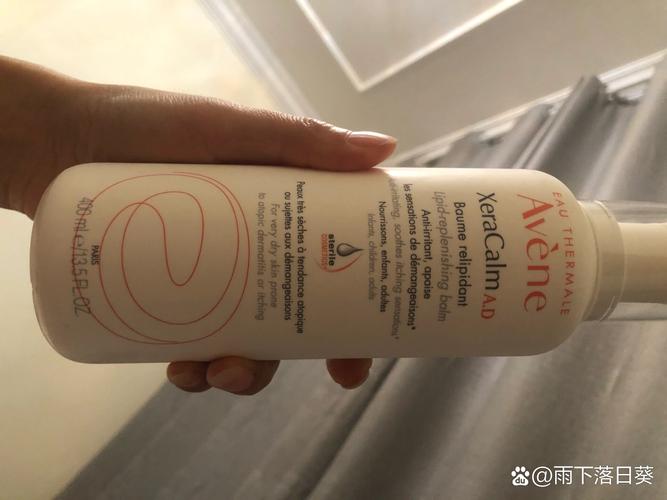 EAU THERMALE
Avène
XeraCalm A.D
Baume relipidant
Lipid-replenishing balm
Anti-irritant, apaise
les sensations de démangeaisons*
Anti-irritating, soothes itching sensations*
Nourrissons, enfants, adultes
Infants, children, adults
sterile
COSMETICS
Peaux très sèches à tendance atopique
ou sujettes aux démangeaisons
For very dry skin prone
to atopic dermatitis or itching
PARIS
400 ml e/13.5 FL.OZ
@雨下落日葵